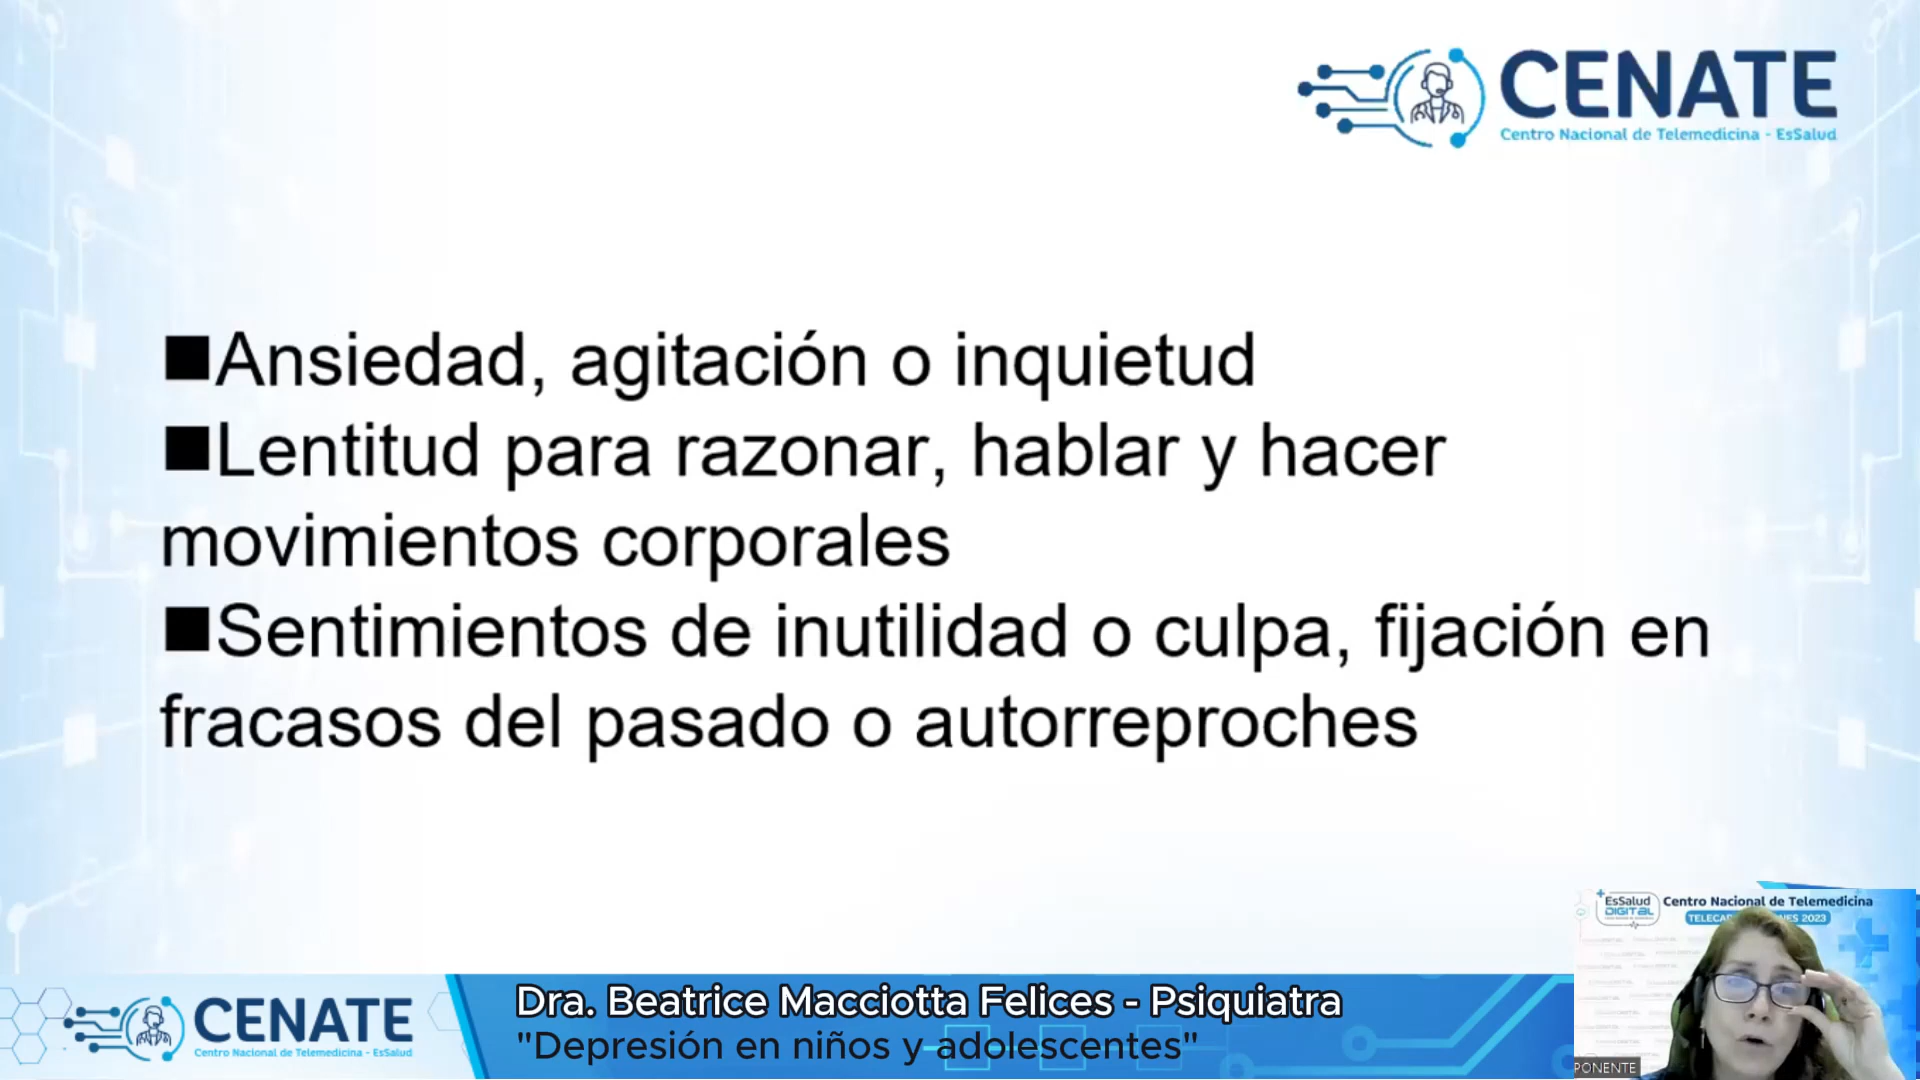 CENATE
Centro Nacional de Telemedicina - EsSalud
■Ansiedad, agitación o inquietud
■Lentitud para razonar, hablar y hacer
movimientos corporales
■Sentimientos de inutilidad o culpa, fijación en
fracasos del pasado o autorreproches
EsSalud
DIGITAL
Centro Nacional de Telemedicina
2023
PONENTE
CENATE
Centro Nacional de Telemedicina - EsSalud
Dra. Beatrice Macciotta Felices - Psiquiatra
"Depresión en niños y adolescentes"